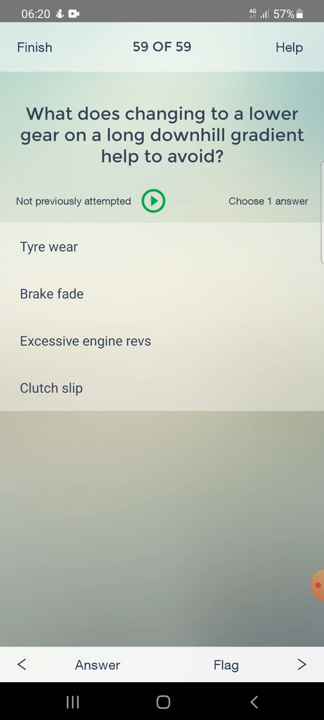 06:20 4G 57%
Finish 59 OF 59 Help
What does changing to a lower
gear on a long downhill gradient
help to avoid?
Not previously attempted Choose 1 answer
Tyre wear
Brake fade
Excessive engine revs
Clutch slip
< Answer Flag >